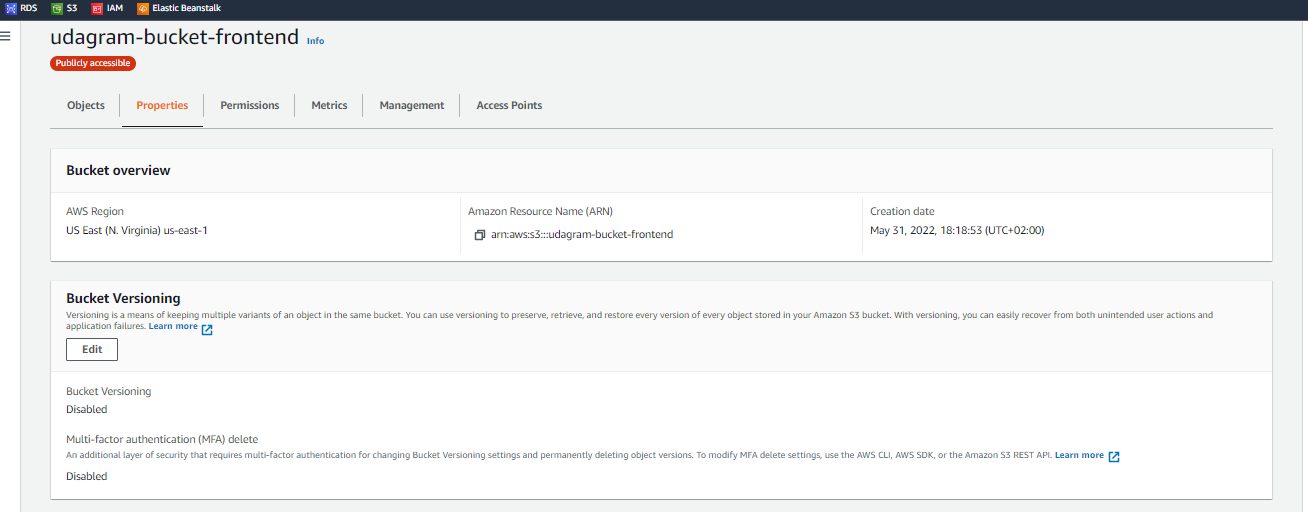 RDS S3 IAM Elastic Beanstalk
udagram-bucket-frontend Info
Publicly accessible
Objects Properties Permissions Metrics Management Access Points
Bucket overview
AWS Region
US East (N. Virginia) us-east-1
Amazon Resource Name (ARN)
arn:aws:s3:::udagram-bucket-frontend
Creation date
May 31, 2022, 18:18:53 (UTC+02:00)
Bucket Versioning
Versioning is a means of keeping multiple variants of an object in the same bucket. You can use versioning to preserve, retrieve, and restore every version of every object stored in your Amazon S3 bucket. With versioning, you can easily recover from both unintended user actions and
application failures. Learn more
Edit
Bucket Versioning
Disabled
Multi-factor authentication (MFA) delete
An additional layer of security that requires multi-factor authentication for changing Bucket Versioning settings and permanently deleting object versions. To modify MFA delete settings, use the AWS CLI, AWS SDK, or the Amazon S3 REST API. Learn more
Disabled